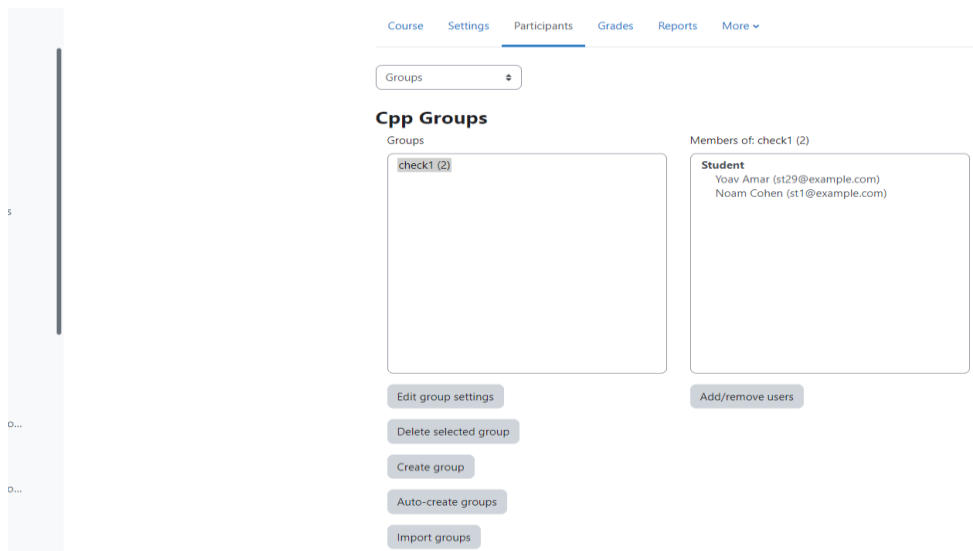 Course Settings Participants Grades Reports More
Groups
Cpp Groups
Groups
check1 (2)
Members of: check1 (2)
Student
Yoav Amar (st29@example.com)
Noam Cohen (st1@example.com)
Edit group settings
Delete selected group
Create group
Auto-create groups
Import groups
Add/remove users
s
o...
o...